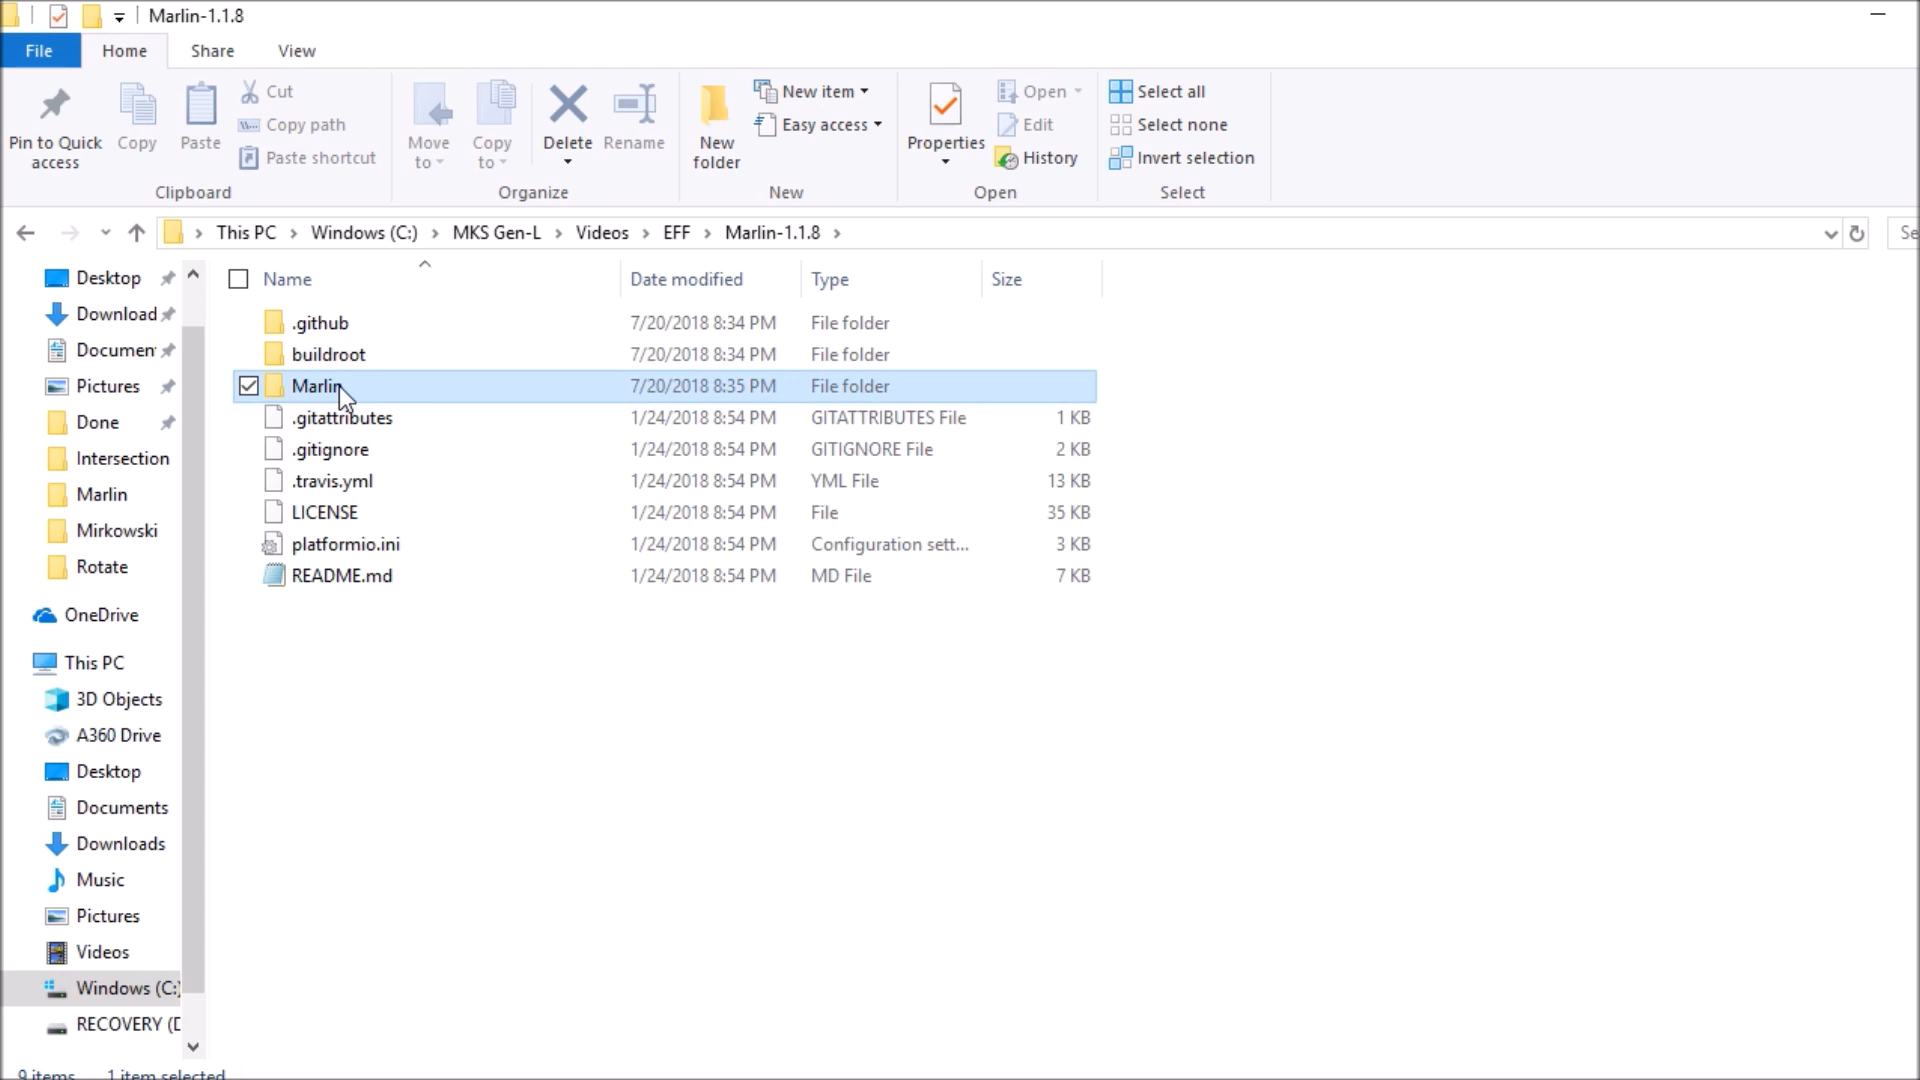 Marlin-1.1.8
File Home Share View
Pin to Quick access
Copy
Paste
Cut
Copy path
Paste shortcut
Clipboard
Move to
Copy to
Delete
Rename
Organize
New folder
New item
Easy access
New
Properties
Open
Edit
History
Open
Select all
Select none
Invert selection
Select
This PC Windows (C:) MKS Gen-L Videos EFF Marlin-1.1.8
Se
Desktop
Download
Documen
Pictures
Done
Intersection
Marlin
Mirkowski
Rotate
OneDrive
This PC
3D Objects
A360 Drive
Desktop
Documents
Downloads
Music
Pictures
Videos
Windows (C:)
RECOVERY (D
Name Date modified Type Size
.github 7/20/2018 8:34 PM File folder
buildroot 7/20/2018 8:34 PM File folder
Marlin 7/20/2018 8:35 PM File folder
.gitattributes 1/24/2018 8:54 PM GITATTRIBUTES File 1 KB
.gitignore 1/24/2018 8:54 PM GITIGNORE File 2 KB
.travis.yml 1/24/2018 8:54 PM YML File 13 KB
LICENSE 1/24/2018 8:54 PM File 35 KB
platformio.ini 1/24/2018 8:54 PM Configuration sett... 3 KB
README.md 1/24/2018 8:54 PM MD File 7 KB
9 items 1 item selected